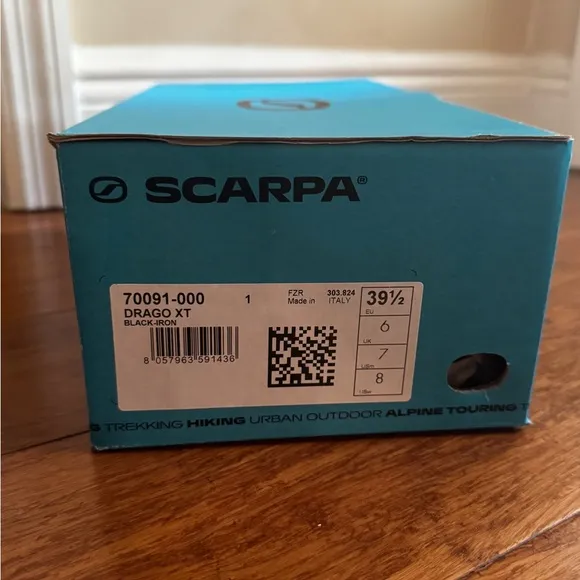 SCARPA®
70091-000 1 FZR 303.824
DRAGO XT Made in ITALY
BLACK-IRON
8 057963 591436
39½
EU
6
UK
7
USm
8
USw
S TREKKING HIKING URBAN OUTDOOR ALPINE TOURING T